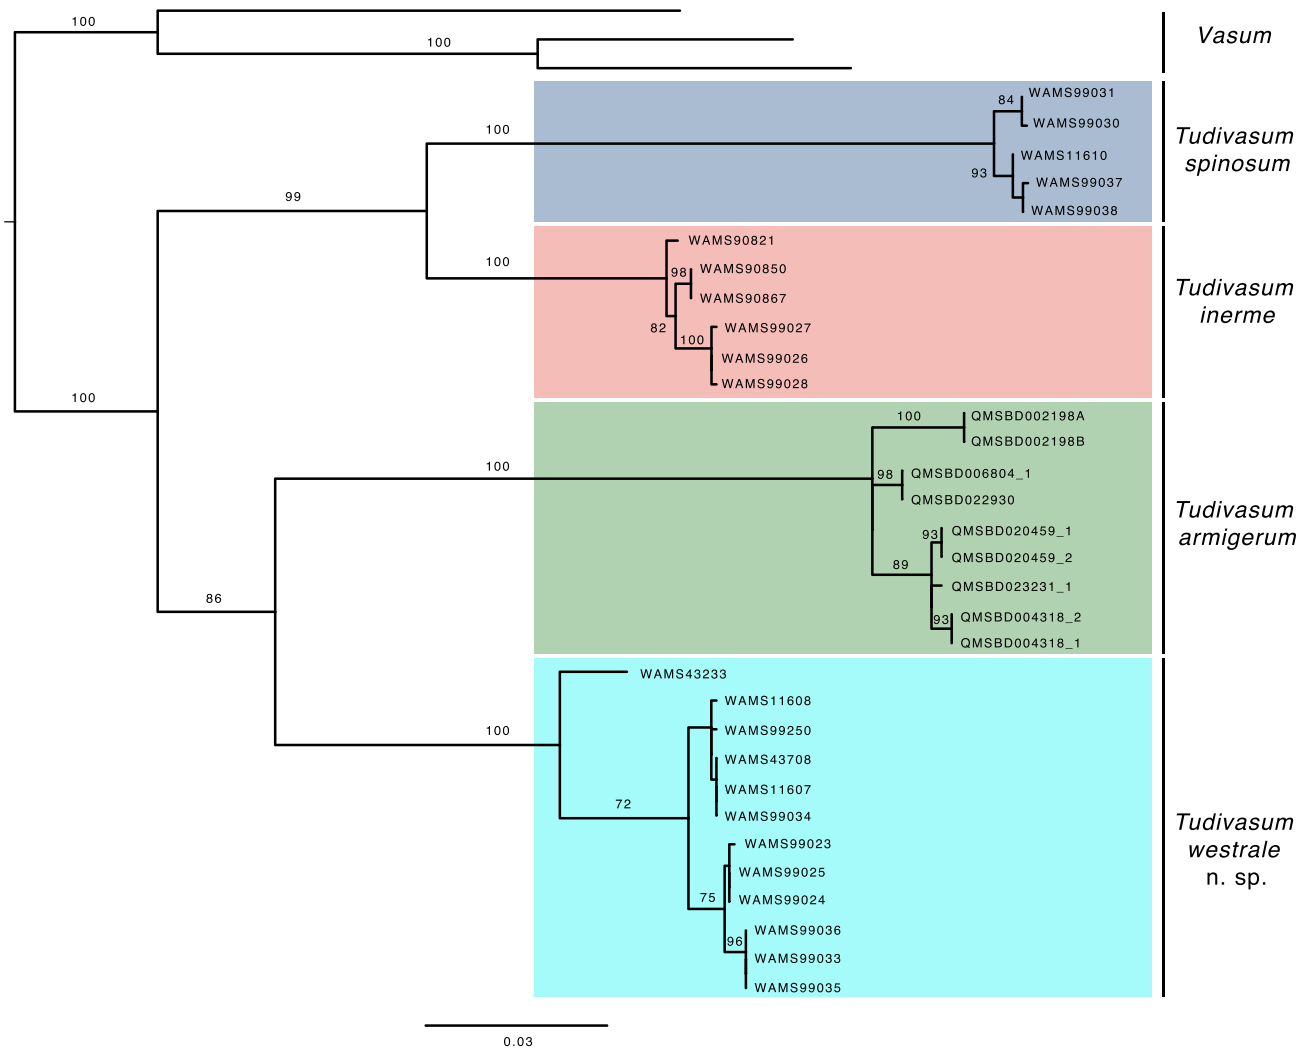 100
Vasum
100
WAMS99031
84
WAMS99030
100
Tudivasum
spinosum
WAMS11610
93
WAMS99037
99
WAMS99038
WAMS90821
100
98
WAMS90850
Tudivasum
inerme
WAMS90867
82
WAMS99027
100
WAMS99026
WAMS99028
100
100
QMSBD002198A
QMSBD002198B
100
98
QMSBD006804_1
QMSBD022930
Tudivasum
armigerum
93
QMSBD020459_1
QMSBD020459_2
89
QMSBD023231_1
86
93
QMSBD004318_2
QMSBD004318_1
WAMS43233
WAMS11608
100
WAMS99250
WAMS43708
WAMS11607
72
WAMS99034
Tudivasum
westrale
n. sp.
WAMS99023
WAMS99025
75
WAMS99024
WAMS99036
96
WAMS99033
WAMS99035
0.03